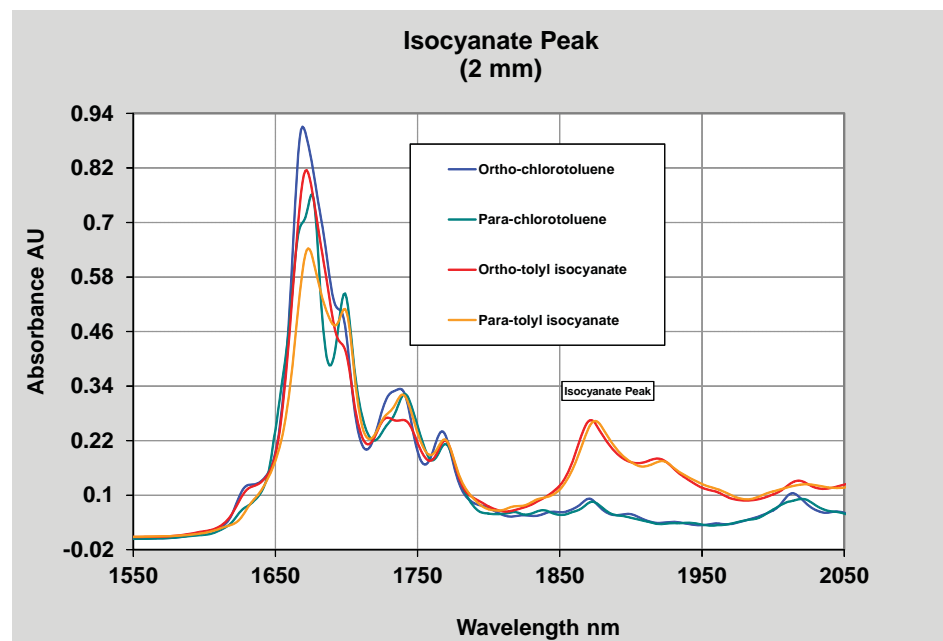 Isocyanate Peak
(2 mm)
0.94
0.82
0.7
0.58
0.46
0.34
0.22
0.1
-0.02
Absorbance AU
Ortho-chlorotoluene
Para-chlorotoluene
Ortho-tolyl isocyanate
Para-tolyl isocyanate
Isocyanate Peak
1550 1650 1750 1850 1950 2050
Wavelength nm